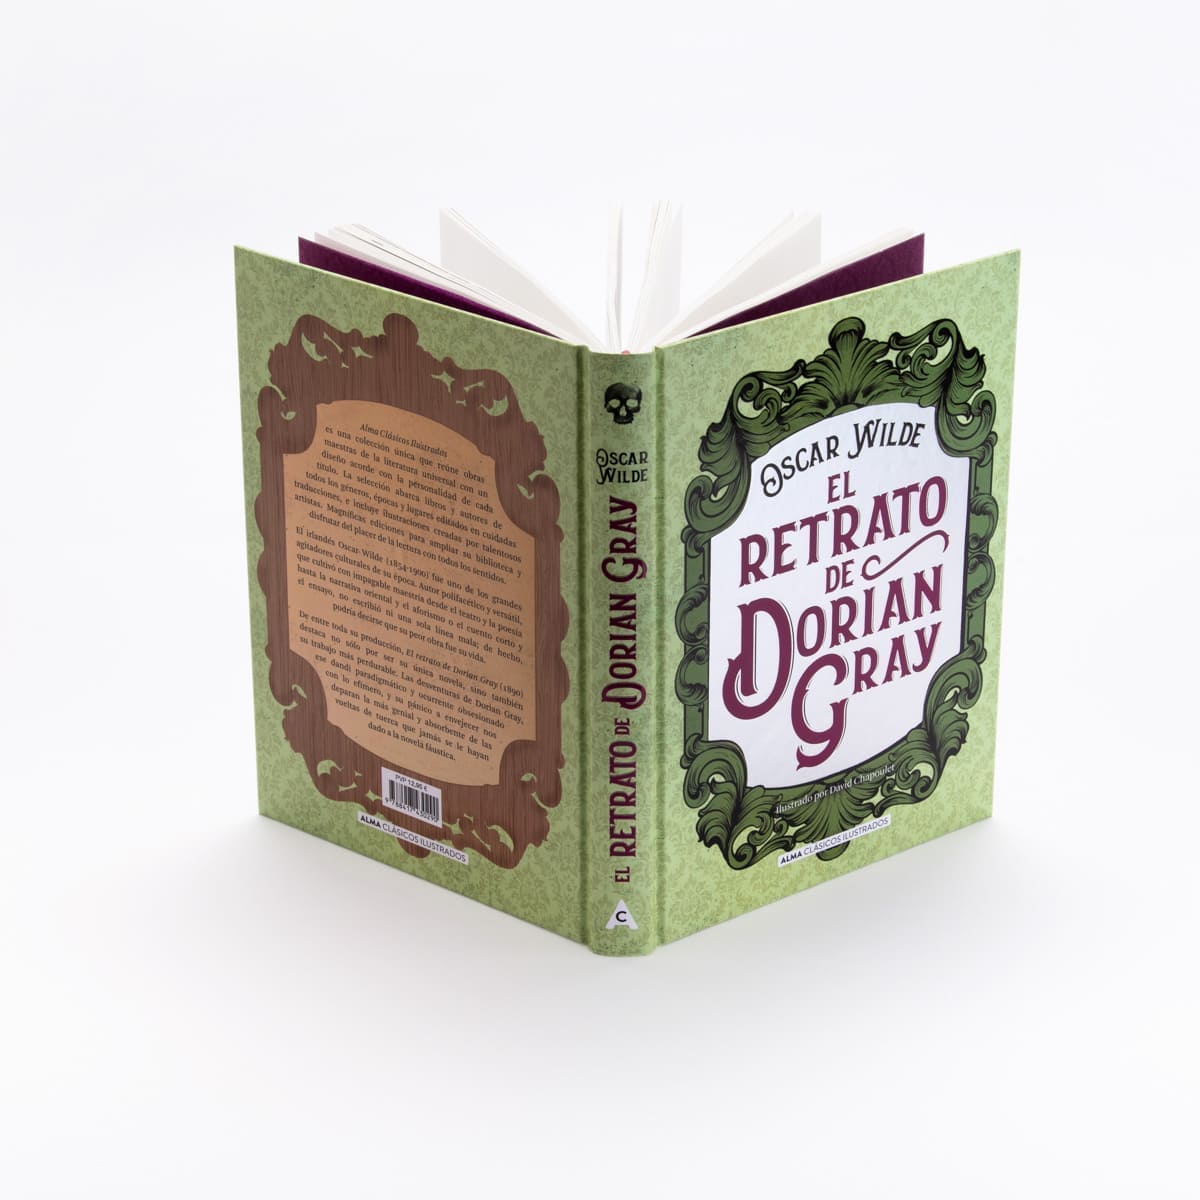 Alma Clásicos Ilustrados
es una colección única que reúne obras
maestras de la literatura universal con un
diseño acorde con la personalidad de cada
título. La selección abarca libros y autores de
todos los géneros, épocas y lugares editados en cuidadas
traducciones, e incluye ilustraciones creadas por talentosos
artistas. Magníficas ediciones para ampliar su biblioteca y
disfrutar del placer de la lectura con todos los sentidos.
El irlandés Oscar Wilde (1854-1900) fue uno de los grandes
agitadores culturales de su época. Autor polifacético y versátil,
que cultivó con impagable maestría desde el teatro y la poesía
hasta la narrativa oriental y el aforismo o el cuento corto y
el ensayo, no escribió ni una sola línea mala; de hecho,
podría decirse que su peor obra fue su vida.
De entre toda su producción, El retrato de Dorian Gray (1890)
destaca no sólo por ser su única novela, sino también
su trabajo más perdurable. Las desventuras de Dorian Gray,
ese dandi paradigmático y ocurrente obsesionado
con lo efímero, y su pánico a envejecer nos
deparan la más genial y absorbente de las
vueltas de tuerca que jamás se le hayan
dado a la novela fáustica.
PVP 12,95 €
ALMA CLÁSICOS ILUSTRADOS
OSCAR
WILDE
EL RETRATO DE DORIAN GRAY
A
C
OSCAR WILDE
EL
RETRATO
DE
DORIAN
GRAY
Ilustrado por David Chapoulet
ALMA CLÁSICOS ILUSTRADOS